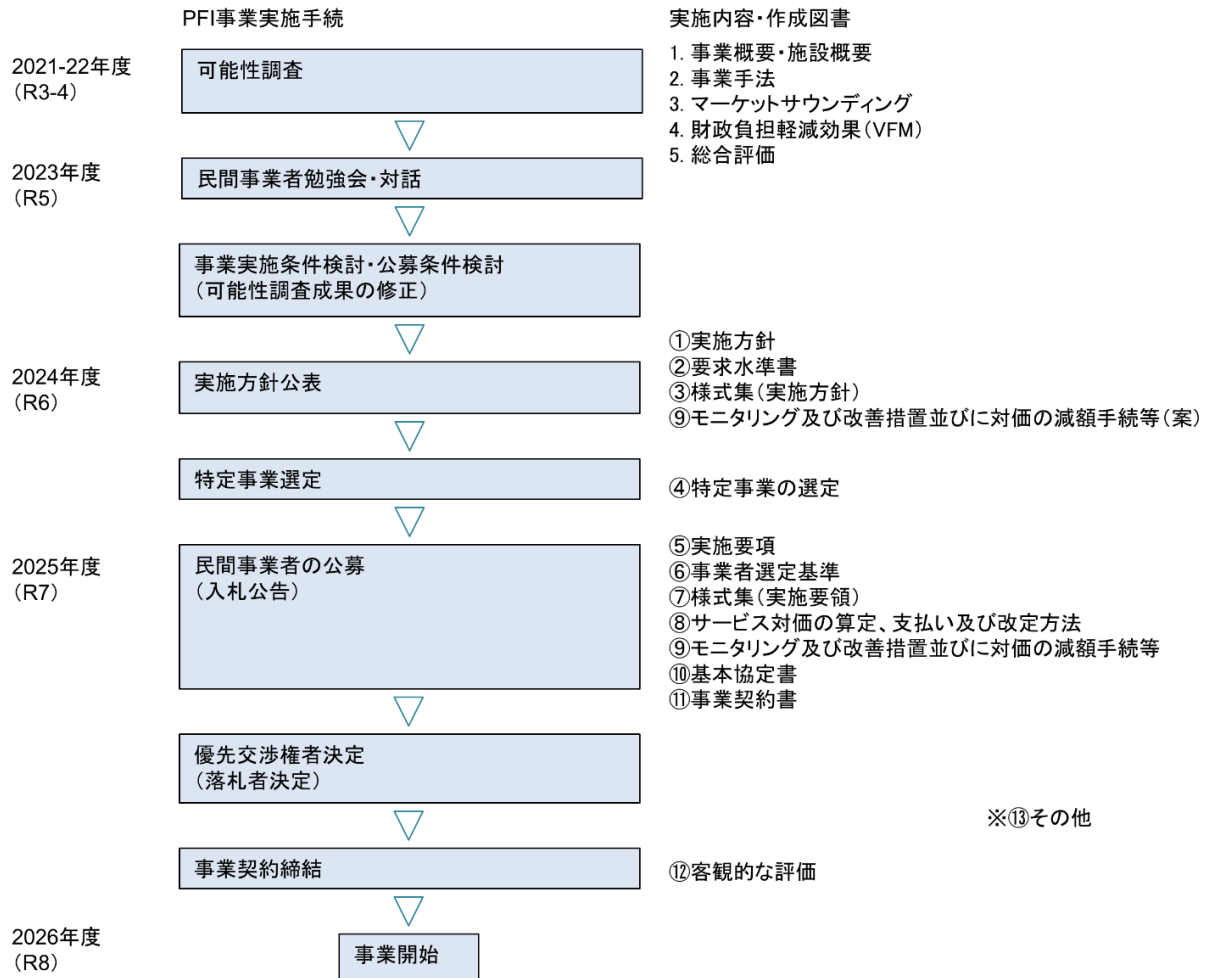 PFI事業実施手続
実施内容・作成図書
2021-22年度
（R3-4）
可能性調査
1. 事業概要・施設概要
2. 事業手法
3. マーケットサウンディング
4. 財政負担軽減効果（VFM）
5. 総合評価
2023年度
（R5）
民間事業者勉強会・対話
事業実施条件検討・公募条件検討
（可能性調査成果の修正）
2024年度
（R6）
実施方針公表
①実施方針
②要求水準書
③様式集（実施方針）
⑨モニタリング及び改善措置並びに対価の減額手続等（案）
特定事業選定
④特定事業の選定
2025年度
（R7）
民間事業者の公募
（入札公告）
⑤実施要項
⑥事業者選定基準
⑦様式集（実施要領）
⑧サービス対価の算定、支払い及び改定方法
⑨モニタリング及び改善措置並びに対価の減額手続等
⑩基本協定書
⑪事業契約書
優先交渉権者決定
（落札者決定）
※⑬その他
事業契約締結
⑫客観的な評価
2026年度
（R8）
事業開始